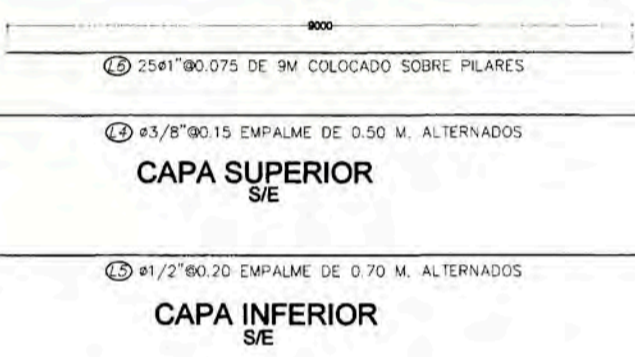 9000
L6 25ø1"@0.075 DE 9M COLOCADO SOBRE PILARES
L4 ø3/8"@0.15 EMPALME DE 0.50 M. ALTERNADOS
CAPA SUPERIOR
S/E
L5 ø1/2"@0.20 EMPALME DE 0.70 M. ALTERNADOS
CAPA INFERIOR
S/E